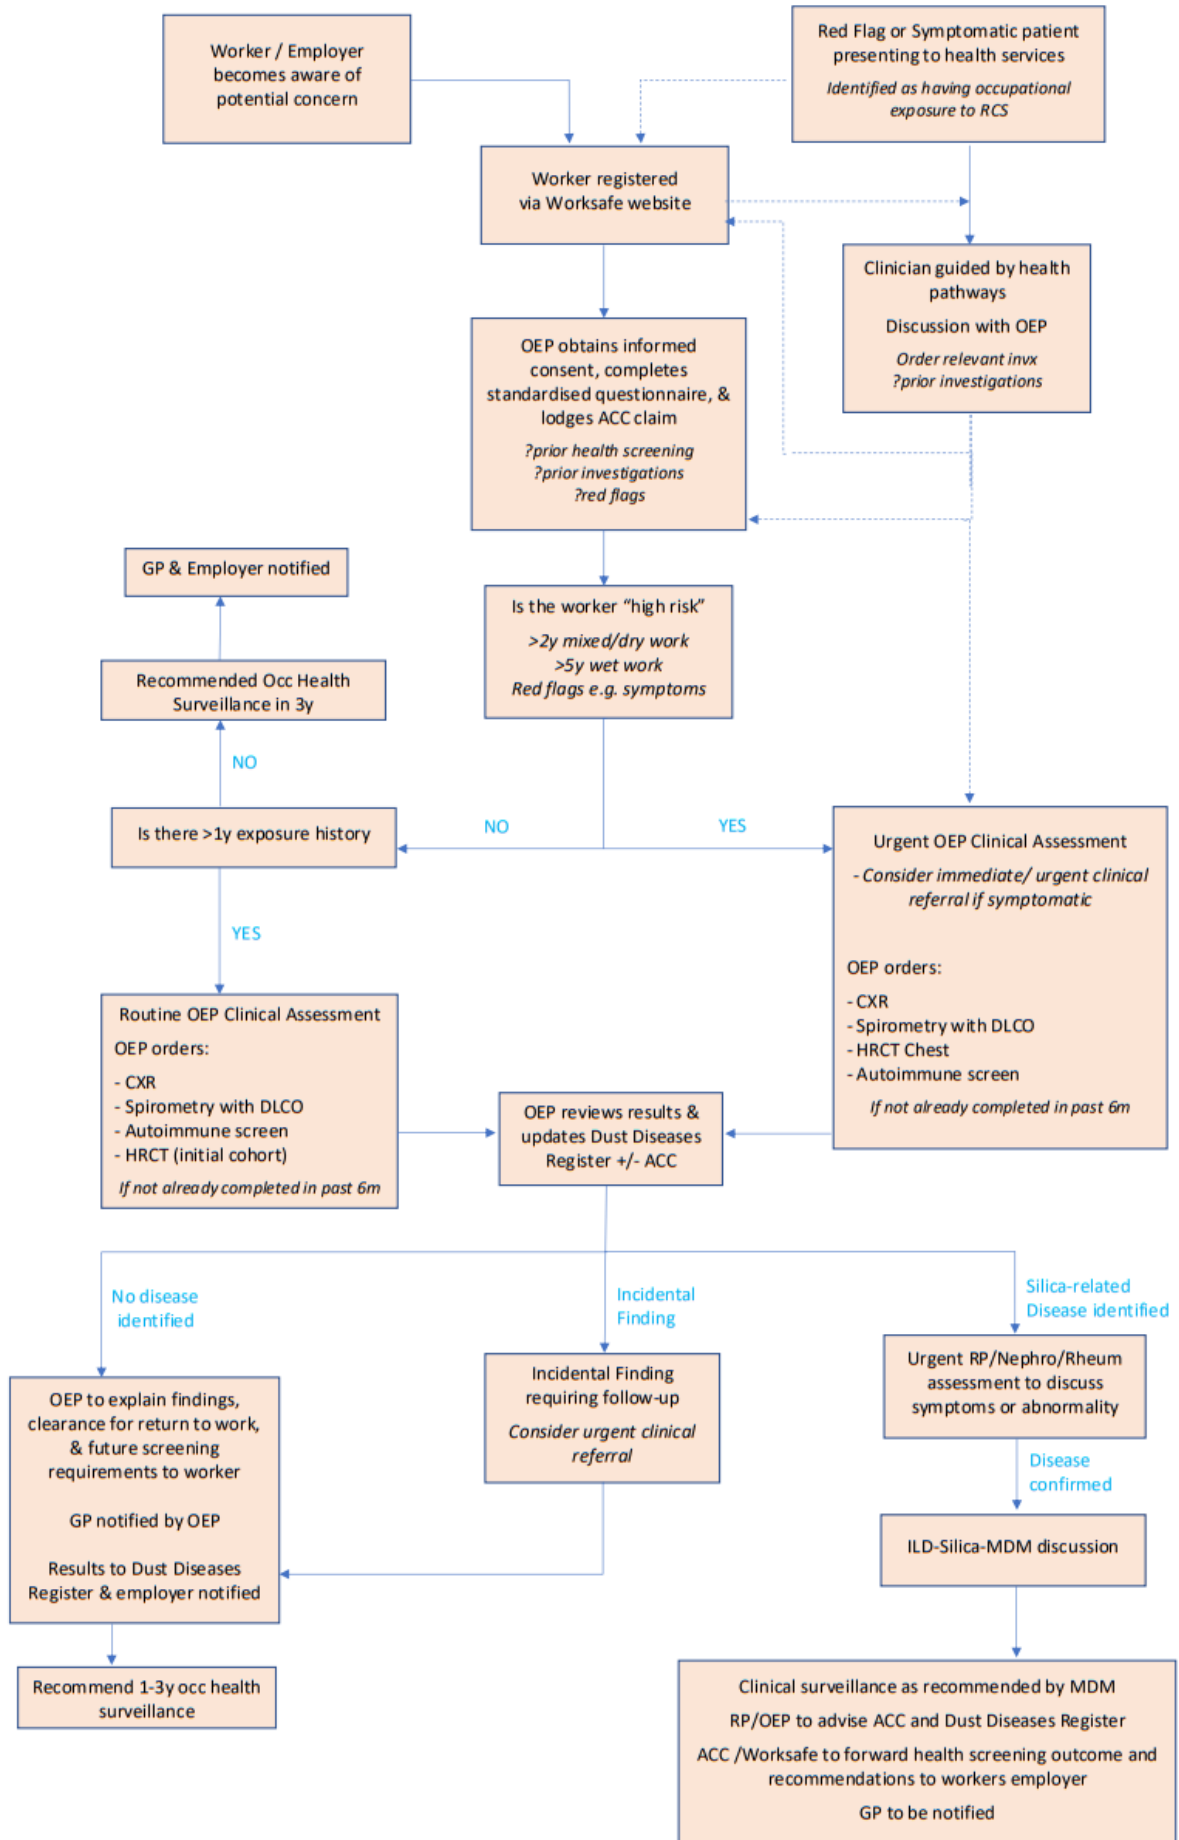 Worker / Employer
becomes aware of
potential concern
Red Flag or Symptomatic patient
presenting to health services
Identified as having occupational
exposure to RCS
Worker registered
via Worksafe website
Clinician guided by health
pathways
Discussion with OEP
Order relevant invx
?prior investigations
OEP obtains informed
consent, completes
standardised questionnaire, &
lodges ACC claim
?prior health screening
?prior investigations
?red flags
GP & Employer notified
Is the worker “high risk”
>2y mixed/dry work
>5y wet work
Red flags e.g. symptoms
Recommended Occ Health
Surveillance in 3y
NO
Is there >1y exposure history
NO
YES
YES
Urgent OEP Clinical Assessment
- Consider immediate/ urgent clinical
referral if symptomatic
OEP orders:
- CXR
- Spirometry with DLCO
- HRCT Chest
- Autoimmune screen
If not already completed in past 6m
Routine OEP Clinical Assessment
OEP orders:
- CXR
- Spirometry with DLCO
- Autoimmune screen
- HRCT (initial cohort)
If not already completed in past 6m
OEP reviews results &
updates Dust Diseases
Register +/- ACC
No disease
identified
Incidental
Finding
Silica-related
Disease identified
OEP to explain findings,
clearance for return to work,
& future screening
requirements to worker
GP notified by OEP
Results to Dust Diseases
Register & employer notified
Incidental Finding
requiring follow-up
Consider urgent clinical
referral
Urgent RP/Nephro/Rheum
assessment to discuss
symptoms or abnormality
Disease
confirmed
ILD-Silica-MDM discussion
Recommend 1-3y occ health
surveillance
Clinical surveillance as recommended by MDM
RP/OEP to advise ACC and Dust Diseases Register
ACC /Worksafe to forward health screening outcome and
recommendations to workers employer
GP to be notified